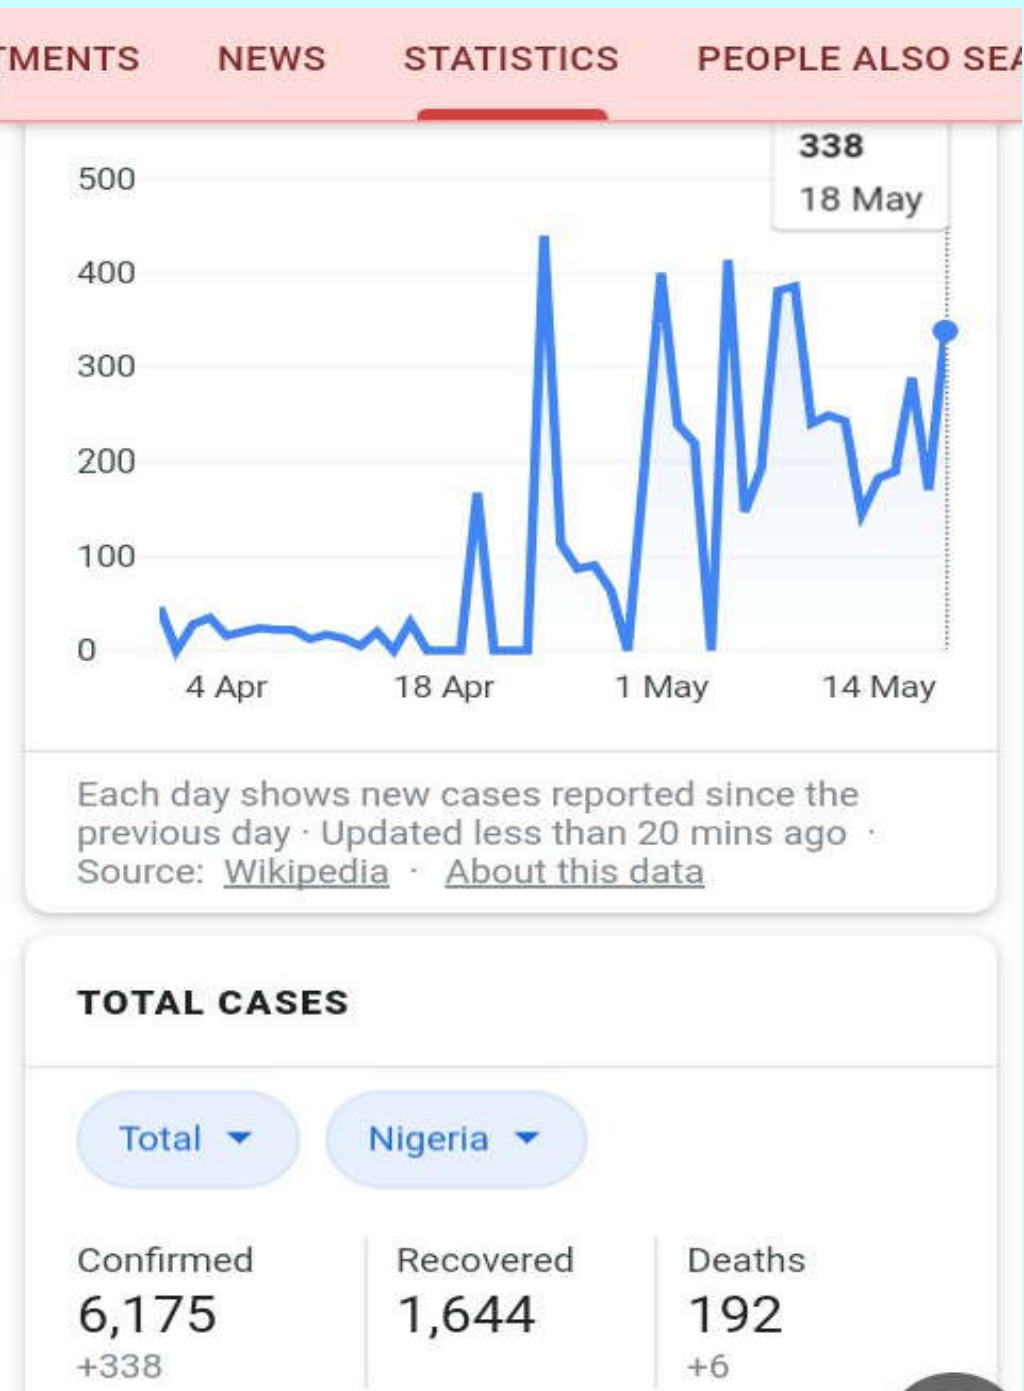 TMENTS NEWS STATISTICS PEOPLE ALSO SEA
338
18 May
500
400
300
200
100
0
4 Apr 18 Apr 1 May 14 May
Each day shows new cases reported since the
previous day · Updated less than 20 mins ago ·
Source: Wikipedia · About this data
TOTAL CASES
Total Nigeria
Confirmed Recovered Deaths
6,175 1,644 192
+338 +6